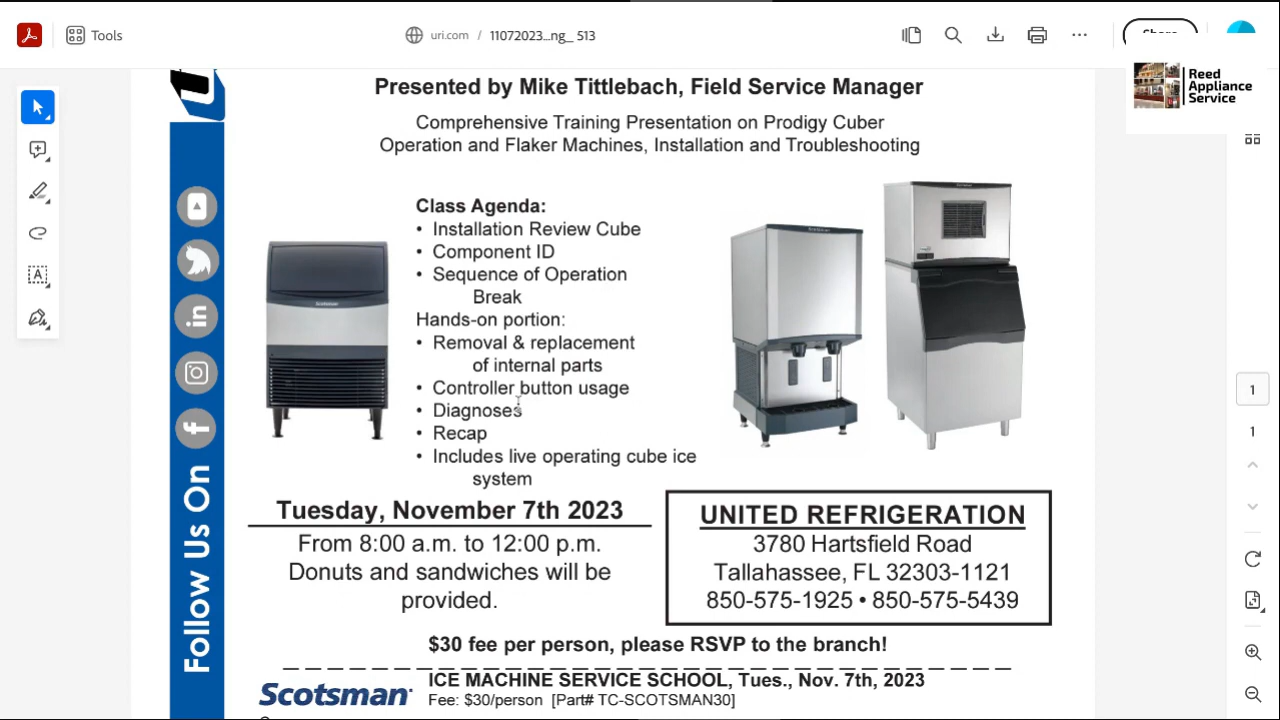 Tools
uri.com / 11072023...ng_ 513
Reed
Appliance
Service
Presented by Mike Tittlebach, Field Service Manager
Comprehensive Training Presentation on Prodigy Cuber
Operation and Flaker Machines, Installation and Troubleshooting
Class Agenda:
• Installation Review Cube
• Component ID
• Sequence of Operation
Break
Hands-on portion:
• Removal & replacement
of internal parts
• Controller button usage
• Diagnoses
• Recap
• Includes live operating cube ice
system
Follow Us On
Tuesday, November 7th 2023
From 8:00 a.m. to 12:00 p.m.
Donuts and sandwiches will be
provided.
UNITED REFRIGERATION
3780 Hartsfield Road
Tallahassee, FL 32303-1121
850-575-1925 • 850-575-5439
$30 fee per person, please RSVP to the branch!
Scotsman
ICE MACHINE SERVICE SCHOOL, Tues., Nov. 7th, 2023
Fee: $30/person [Part# TC-SCOTSMAN30]
1
1